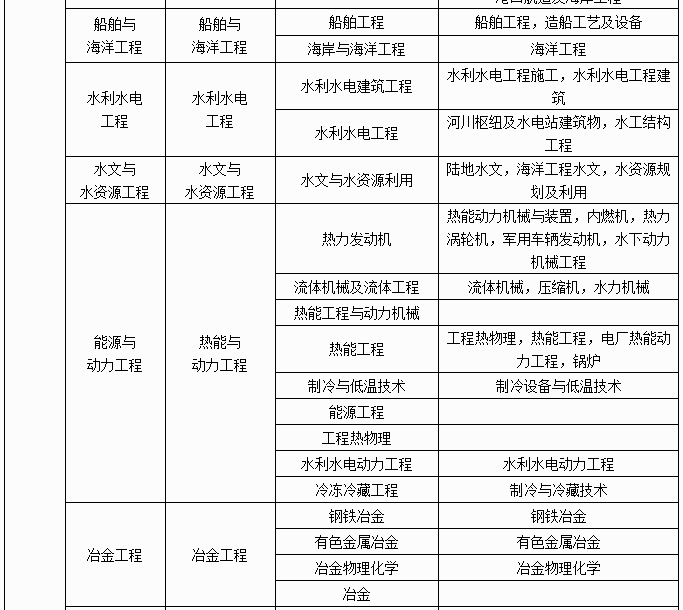 船舶与
海洋工程
船舶与
海洋工程
船舶工程
船舶工程，造船工艺及设备
海岸与海洋工程
海洋工程
水利水电
工程
水利水电
工程
水利水电建筑工程
水利水电工程施工，水利水电工程建
筑
水利水电工程
河川枢纽及水电站建筑物，水工结构
工程
水文与
水资源工程
水文与
水资源工程
水文与水资源利用
陆地水文，海洋工程水文，水资源规
划及利用
能源与
动力工程
热能与
动力工程
热力发动机
热能动力机械与装置，内燃机，热力
涡轮机，军用车辆发动机，水下动力
机械工程
流体机械及流体工程
流体机械，压缩机，水力机械
热能工程与动力机械
热能工程
工程热物理，热能工程，电厂热能动
力工程，锅炉
制冷与低温技术
制冷设备与低温技术
能源工程
工程热物理
水利水电动力工程
水利水电动力工程
冷冻冷藏工程
制冷与冷藏技术
冶金工程
冶金工程
钢铁冶金
钢铁冶金
有色金属冶金
有色金属冶金
冶金物理化学
冶金物理化学
冶金